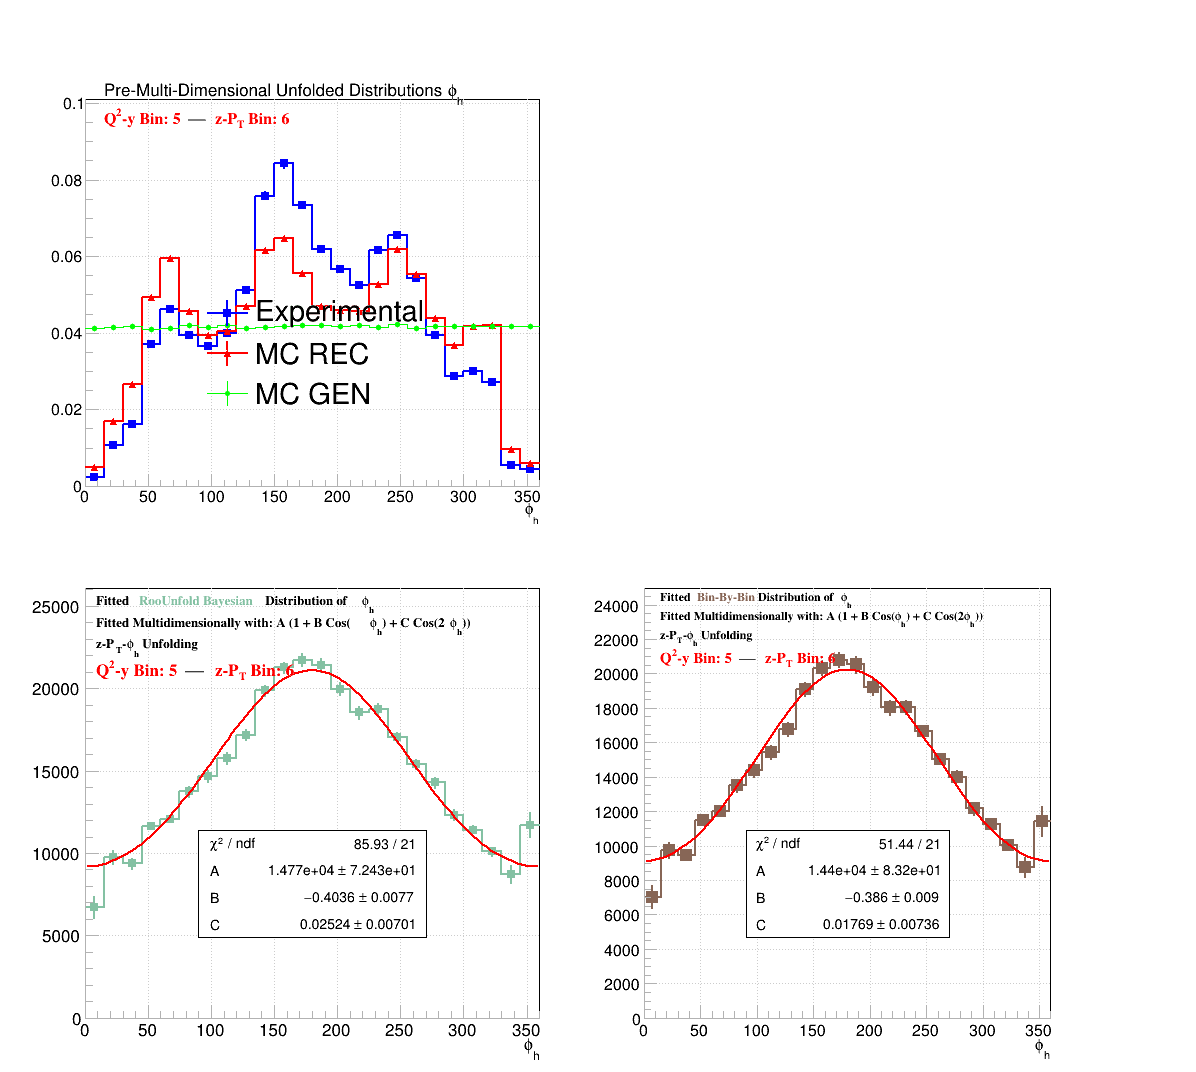 Pre-Multi-Dimensional Unfolded Distributions ϕh
Q²-y Bin: 5 — z-PT Bin: 6
0.1
0.08
0.06
0.04
0.02
0
Experimental
MC REC
MC GEN
0 50 100 150 200 250 300 350
ϕh
Fitted RooUnfold Bayesian Distribution of ϕh
Fitted Multidimensionally with: A (1 + B Cos( ϕh) + C Cos(2 ϕh))
z-PT-ϕh Unfolding
Q²-y Bin: 5 — z-PT Bin: 6
25000
20000
15000
10000
5000
0
χ² / ndf 85.93 / 21
A 1.477e+04 ± 7.243e+01
B −0.4036 ± 0.0077
C 0.02524 ± 0.00701
0 50 100 150 200 250 300 350
ϕh
Fitted Bin-By-Bin Distribution of ϕh
Fitted Multidimensionally with: A (1 + B Cos(ϕh) + C Cos(2ϕh))
z-PT-ϕh Unfolding
Q²-y Bin: 5 — z-PT Bin: 6
24000
22000
20000
18000
16000
14000
12000
10000
8000
6000
4000
2000
0
χ² / ndf 51.44 / 21
A 1.44e+04 ± 8.32e+01
B −0.386 ± 0.009
C 0.01769 ± 0.00736
0 50 100 150 200 250 300 350
ϕh